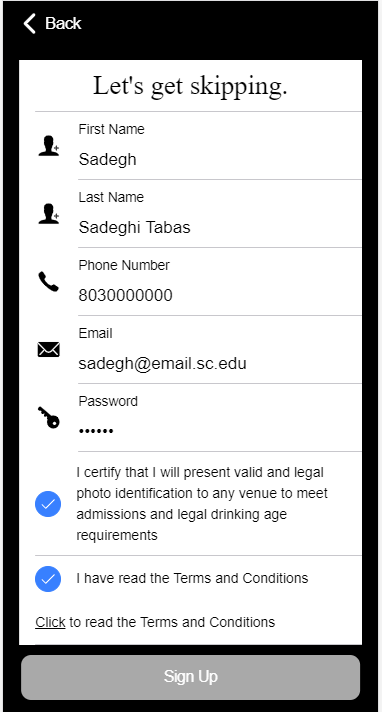 Back
Let's get skipping.
First Name
Sadegh
Last Name
Sadeghi Tabas
Phone Number
8030000000
Email
sadegh@email.sc.edu
Password
••••••
I certify that I will present valid and legal
photo identification to any venue to meet
admissions and legal drinking age
requirements
I have read the Terms and Conditions
Click to read the Terms and Conditions
Sign Up